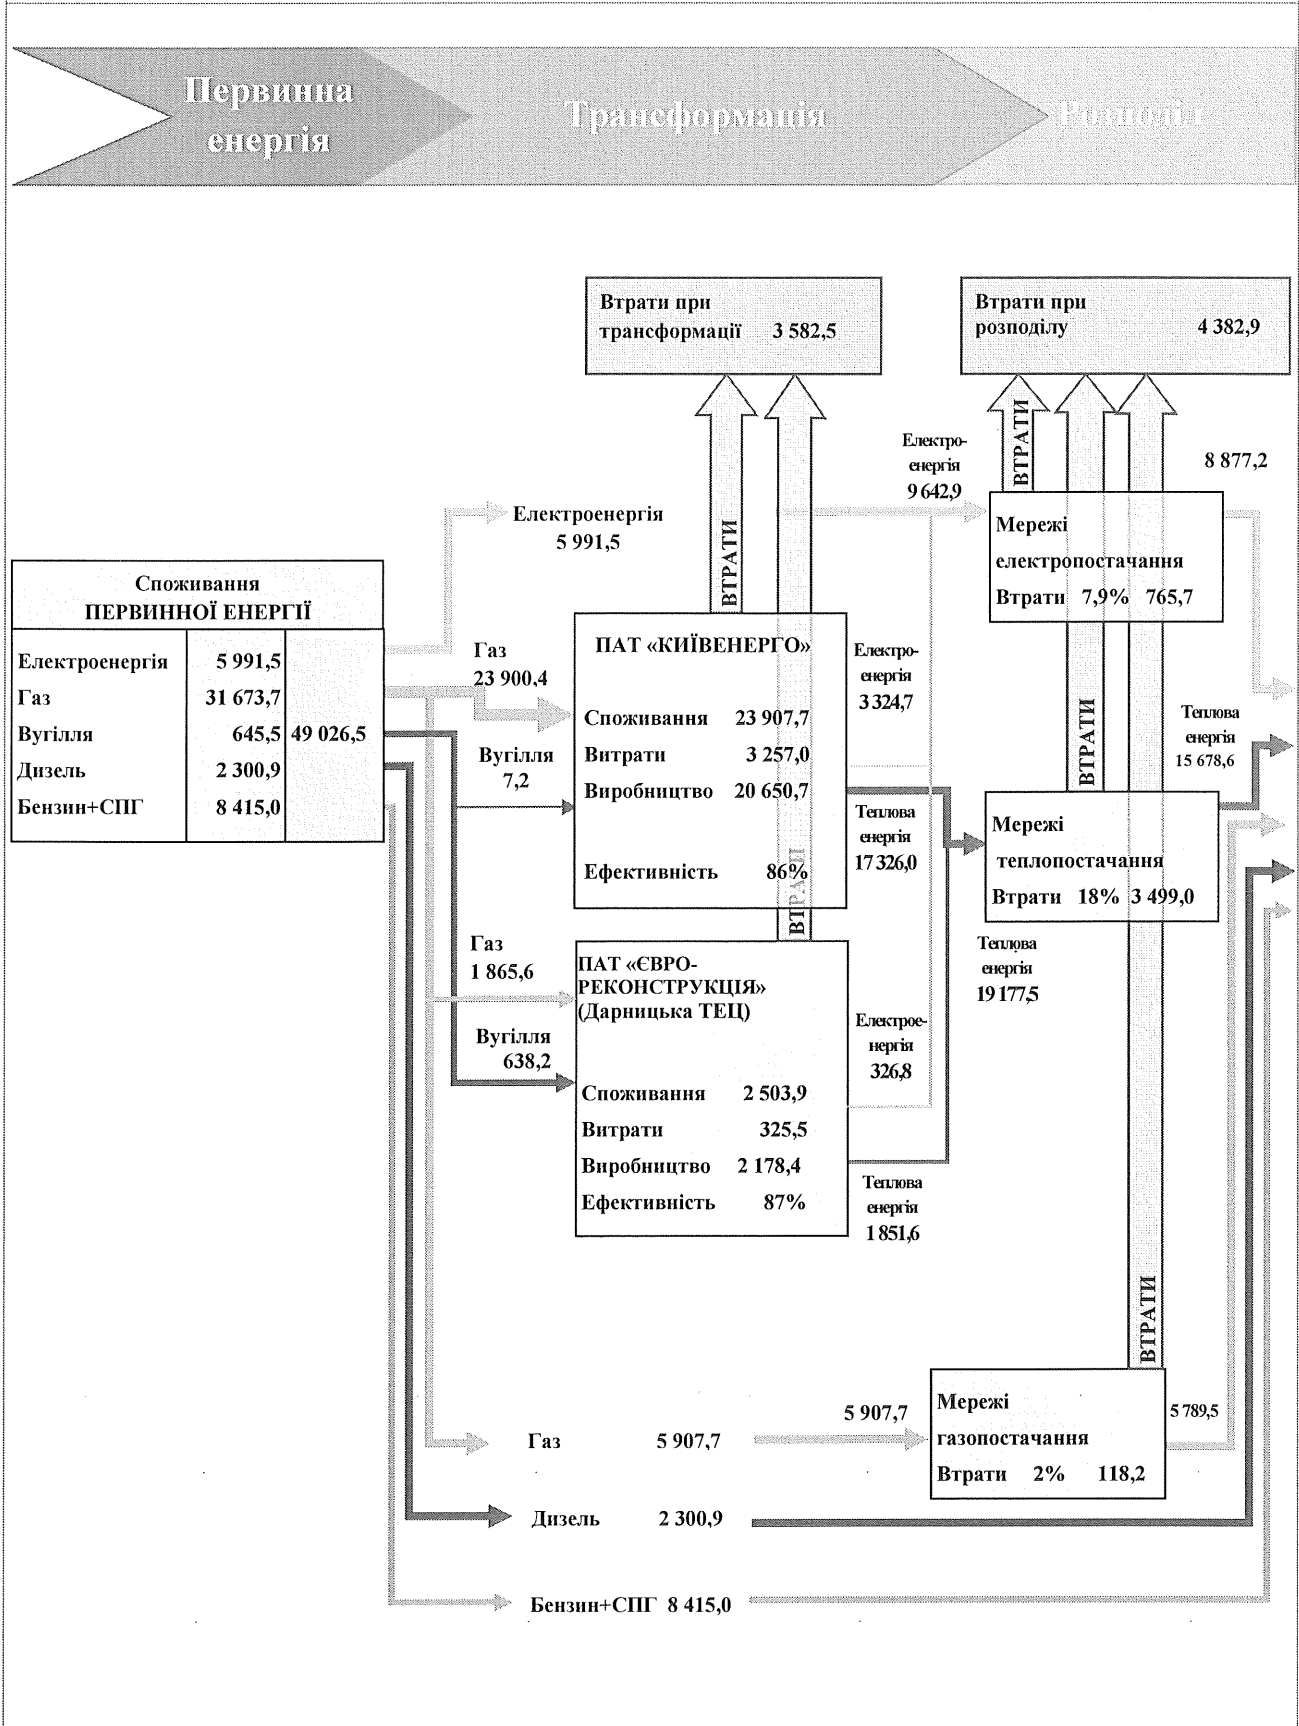 Первинна
енергія
Трансформація
Розподіл
Втрати при
трансформації 3 582,5
Втрати при
розподілу 4 382,9
ВТРАТИ
ВТРАТИ
ВТРАТИ
ВТРАТИ
ВТРАТИ
Електро-
енергія
9 642,9
8 877,2
Електроенергія
5 991,5
Мережі
електропостачання
Втрати 7,9% 765,7
Споживання
ПЕРВИННОЇ ЕНЕРГІЇ
Електроенергія 5 991,5
Газ 31 673,7
Вугілля 645,5 49 026,5
Дизель 2 300,9
Бензин+СПГ 8 415,0
Газ
23 900,4
Вугілля
7,2
ПАТ «КИЇВЕНЕРГО»
Споживання 23 907,7
Витрати 3 257,0
Виробництво 20 650,7
Ефективність 86%
Електро-
енергія
3 324,7
Теплова
енергія
17 326,0
Теплова
енергія
15 678,6
Мережі
теплопостачання
Втрати 18% 3 499,0
Теплова
енергія
19 177,5
Газ
1 865,6
Вугілля
638,2
ПАТ «ЄВРО-
РЕКОНСТРУКЦІЯ»
(Дарницька ТЕЦ)
Споживання 2 503,9
Витрати 325,5
Виробництво 2 178,4
Ефективність 87%
Електрое-
нергія
326,8
Теплова
енергія
1 851,6
Газ 5 907,7
5 907,7
Мережі
газопостачання
Втрати 2% 118,2
5 789,5
Дизель 2 300,9
Бензин+СПГ 8 415,0